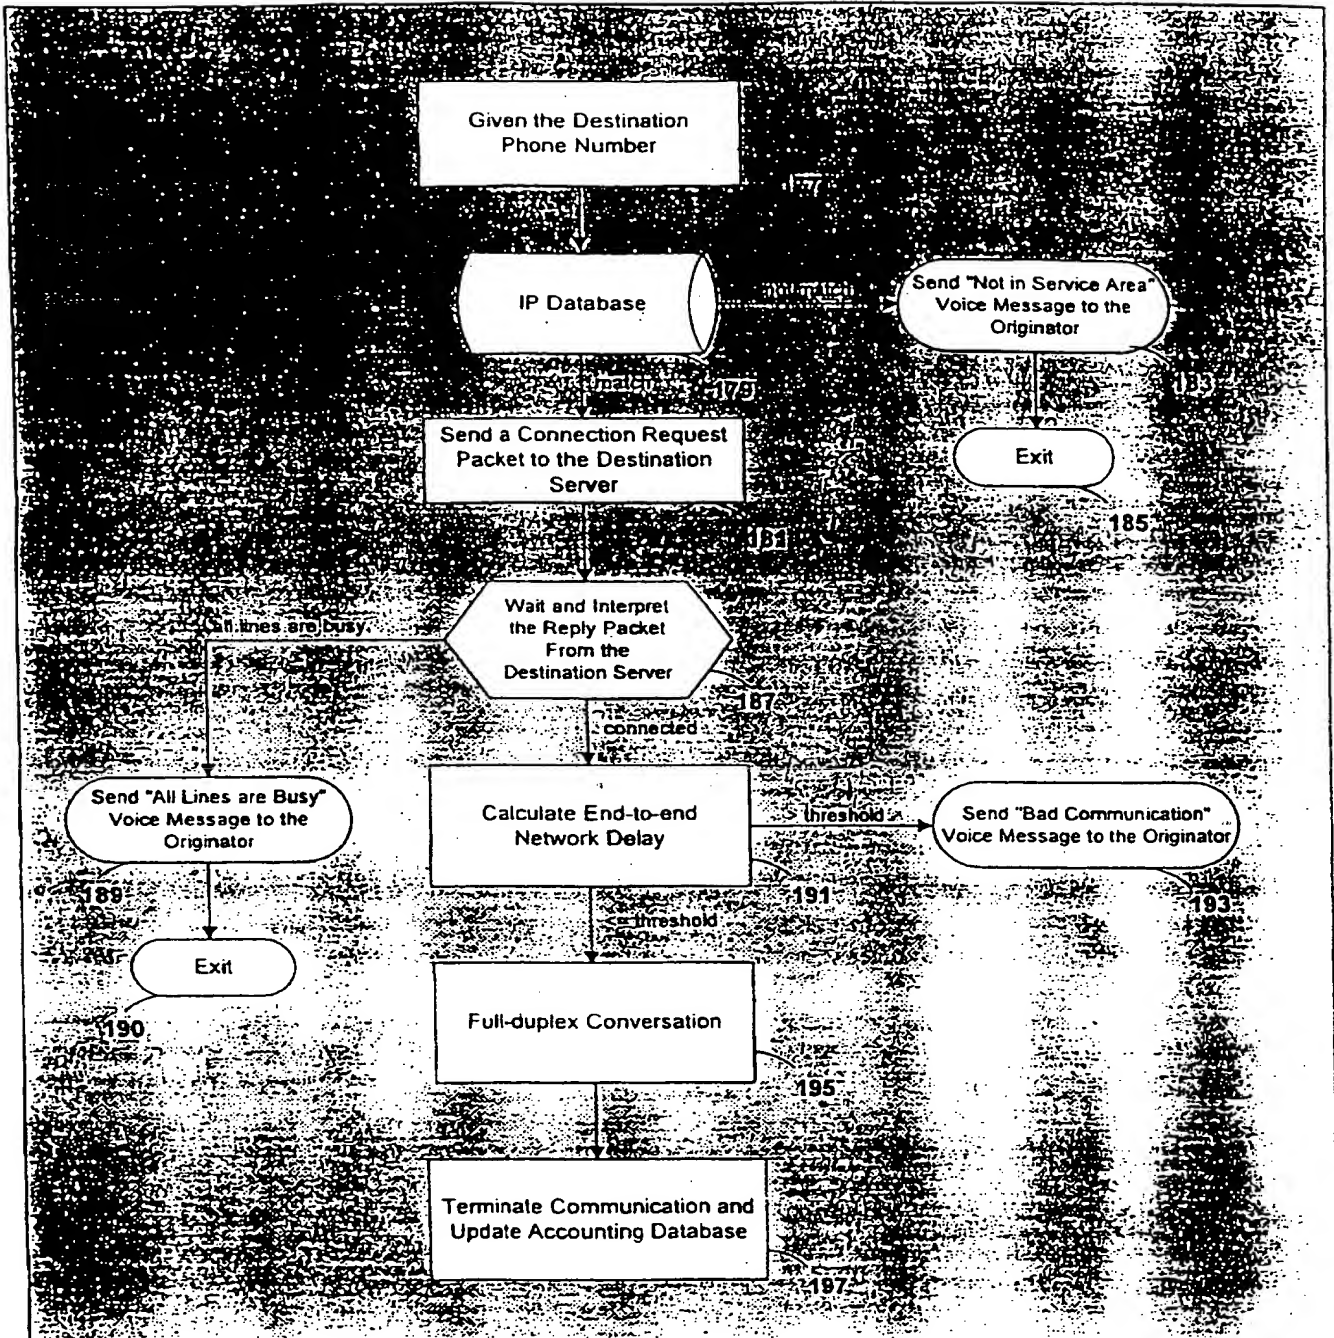 Given the Destination
Phone Number
177
IP Database
no match
Send "Not in Service Area"
Voice Message to the
Originator
match
179
183
Send a Connection Request
Packet to the Destination
Server
Exit
181
185
Wait and Interpret
the Reply Packet
From the
Destination Server
all lines are busy
187
connected
Send "All Lines are Busy"
Voice Message to the
Originator
Calculate End-to-end
Network Delay
> threshold
Send "Bad Communication"
Voice Message to the Originator
189
191
193
<= threshold
Exit
Full-duplex Conversation
190
195
Terminate Communication and
Update Accounting Database
197